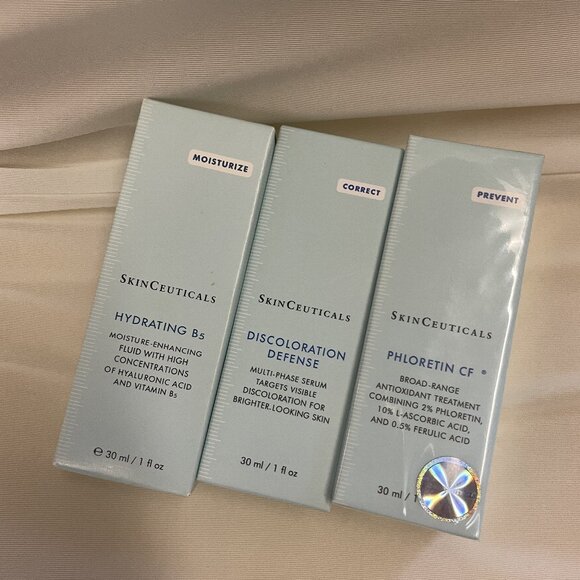 MOISTURIZE
SKINCEUTICALS
HYDRATING B5
MOISTURE-ENHANCING
FLUID WITH HIGH
CONCENTRATIONS
OF HYALURONIC ACID
AND VITAMIN B5
e 30 ml / 1 fl oz
CORRECT
SKINCEUTICALS
DISCOLORATION
DEFENSE
MULTI-PHASE SERUM
TARGETS VISIBLE
DISCOLORATION FOR
BRIGHTER-LOOKING SKIN
30 ml / 1 fl oz
PREVENT
SKINCEUTICALS
PHLORETIN CF ®
BROAD-RANGE
ANTIOXIDANT TREATMENT
COMBINING 2% PHLORETIN,
10% L-ASCORBIC ACID,
AND 0.5% FERULIC ACID
30 ml / 1